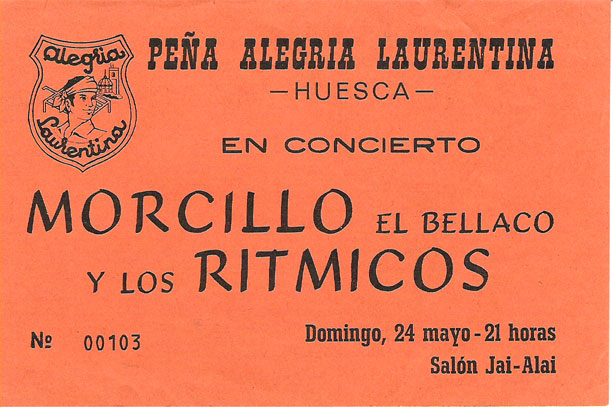 Alegria
Laurentina
PEÑA ALEGRIA LAURENTINA
—HUESCA—
EN CONCIERTO
MORCILLO EL BELLACO
Y LOS RITMICOS
Nº 00103
Domingo, 24 mayo - 21 horas
Salón Jai-Alai